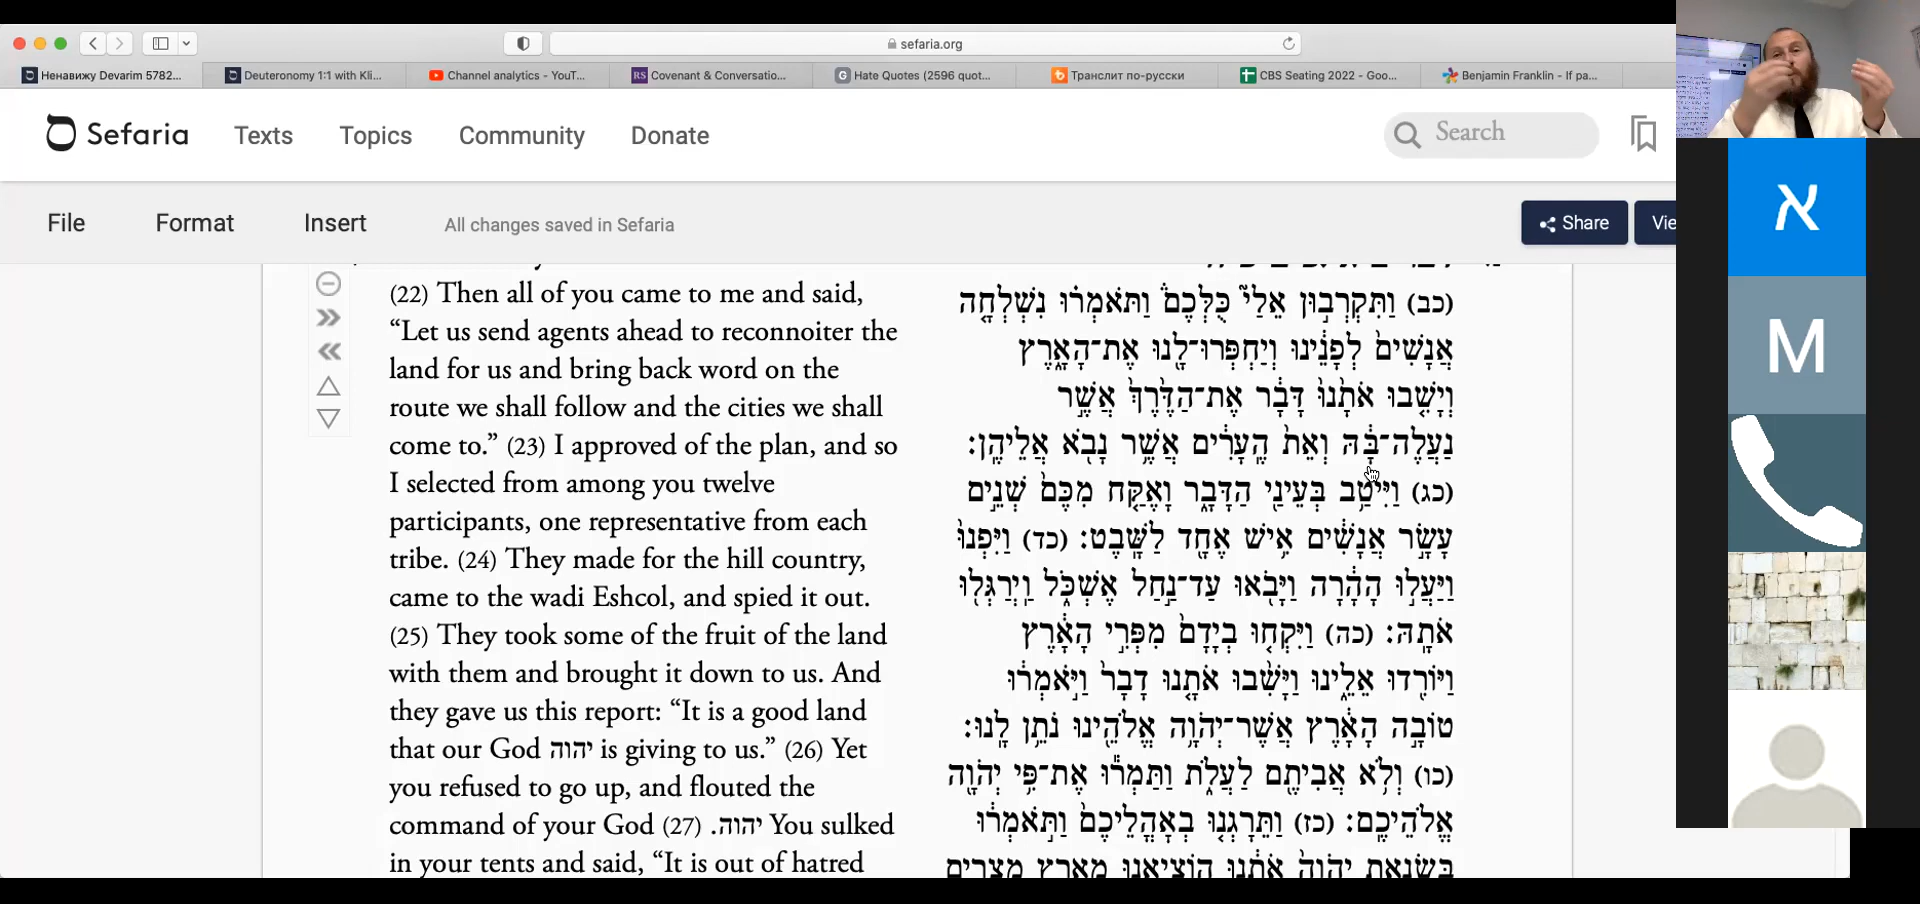 sefaria.org
Ненавижу Devarim 5782...
Deuteronomy 1:1 with Kli...
Channel analytics - YouT...
RS Covenant & Conversatio...
G Hate Quotes (2596 quot...
Транслит по-русски
CBS Seating 2022 - Goo...
Benjamin Franklin - If pa...
Sefaria Texts Topics Community Donate Search
File Format Insert All changes saved in Sefaria Share Vie
(22) Then all of you came to me and said,
“Let us send agents ahead to reconnoiter the
land for us and bring back word on the
route we shall follow and the cities we shall
come to.” (23) I approved of the plan, and so
I selected from among you twelve
participants, one representative from each
tribe. (24) They made for the hill country,
came to the wadi Eshcol, and spied it out.
(25) They took some of the fruit of the land
with them and brought it down to us. And
they gave us this report: “It is a good land
that our God יהוה is giving to us.” (26) Yet
you refused to go up, and flouted the
command of your God יהוה. (27) You sulked
in your tents and said, “It is out of hatred
(כב) וַתִּקְרְב֣וּן אֵלַי֮ כֻּלְּכֶם֒ וַתֹּאמְר֗וּ נִשְׁלְחָ֤ה
אֲנָשִׁים֙ לְפָנֵ֔ינוּ וְיַחְפְּרוּ־לָ֖נוּ אֶת־הָאָ֑רֶץ
וְיָשִׁ֤בוּ אֹתָ֙נוּ֙ דָּבָ֔ר אֶת־הַדֶּ֙רֶךְ֙ אֲשֶׁ֣ר
נַעֲלֶה־בָּ֔הּ וְאֵת֙ הֶֽעָרִ֔ים אֲשֶׁ֥ר נָבֹ֖א אֲלֵיהֶֽן׃
(כג) וַיִּיטַ֥ב בְּעֵינַ֖י הַדָּבָ֑ר וָאֶקַּ֤ח מִכֶּם֙ שְׁנֵ֣ים
עָשָׂ֣ר אֲנָשִׁ֔ים אִ֥ישׁ אֶחָ֖ד לַשָּֽׁבֶט׃ (כד) וַיִּפְנוּ֙
וַיַּעֲל֣וּ הָהָ֔רָה וַיָּבֹ֖אוּ עַד־נַ֣חַל אֶשְׁכֹּ֑ל וַֽיְרַגְּל֖וּ
אֹתָֽהּ׃ (כה) וַיִּקְח֤וּ בְיָדָם֙ מִפְּרִ֣י הָאָ֔רֶץ
וַיּוֹרִ֖דוּ אֵלֵ֑ינוּ וַיָּשִׁ֨בוּ אֹתָ֤נוּ דָבָר֙ וַיֹּ֣אמְר֔וּ
טוֹבָ֣ה הָאָ֔רֶץ אֲשֶׁר־יְהֹוָ֥ה אֱלֹהֵ֖ינוּ נֹתֵ֥ן לָֽנוּ׃
(כו) וְלֹ֥א אֲבִיתֶ֖ם לַעֲלֹ֑ת וַתַּמְר֕וּ אֶת־פִּ֥י יְהֹוָ֖ה
אֱלֹהֵיכֶֽם׃ (כז) וַתֵּרָגְנ֤וּ בְאׇהֳלֵיכֶם֙ וַתֹּ֣אמְר֔וּ
בְּשִׂנְאַ֤ת יְהֹוָה֙ אֹתָ֔נוּ הוֹצִיאָ֖נוּ מֵאֶ֣רֶץ מִצְרָ֑יִם
א
M